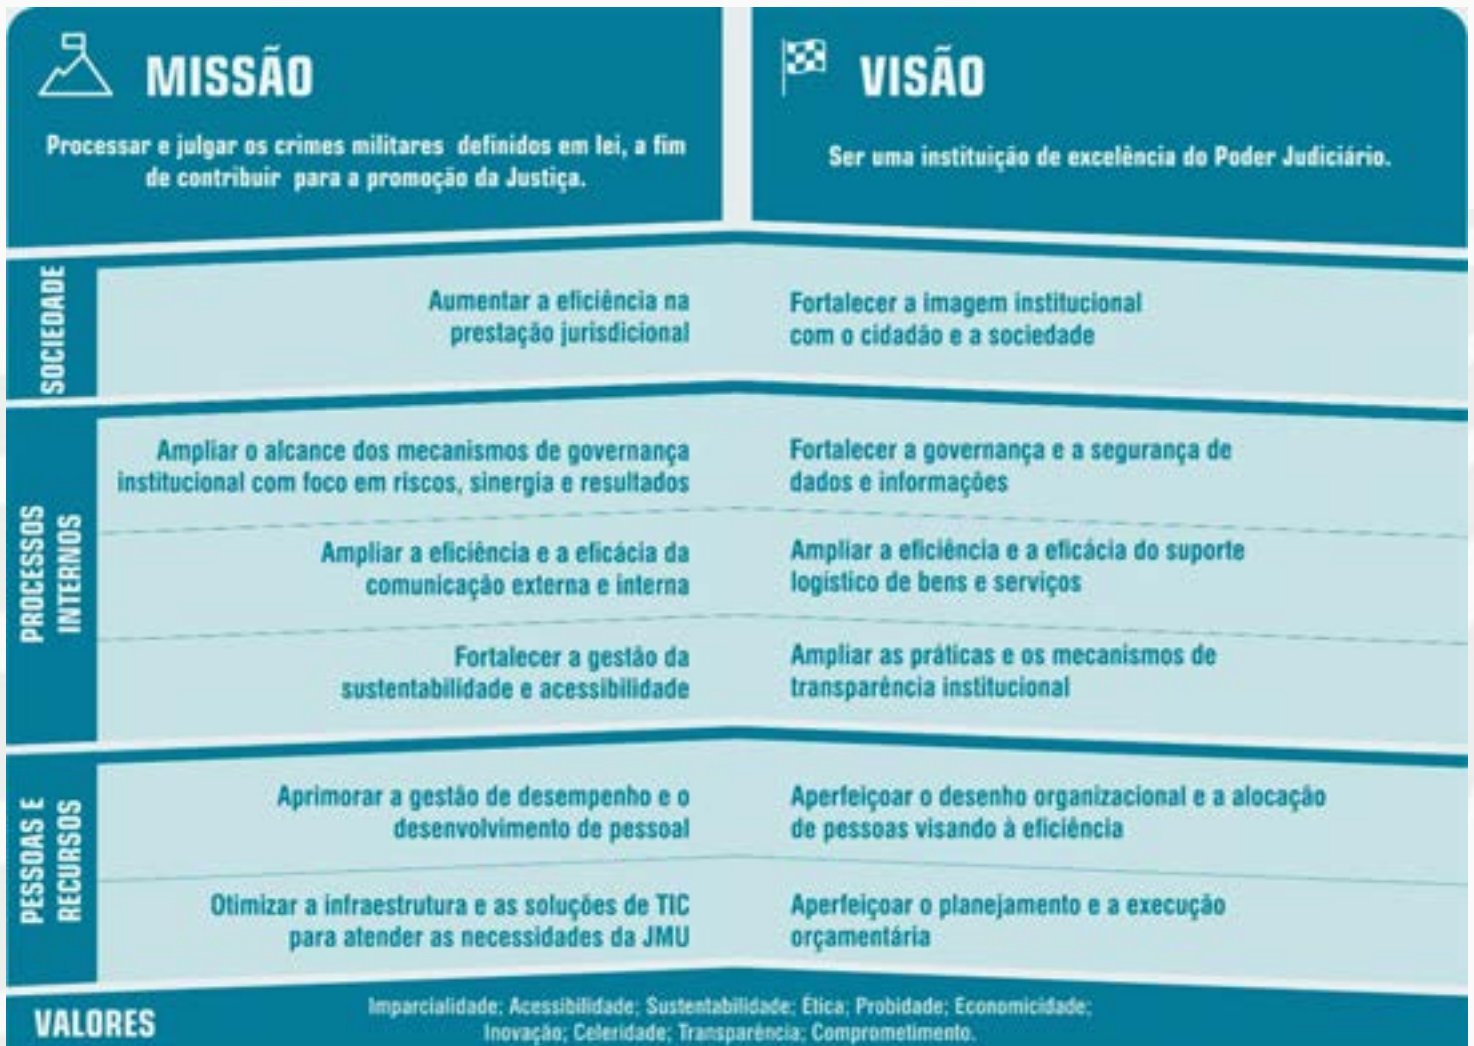 MISSÃO
Processar e julgar os crimes militares definidos em lei, a fim
de contribuir para a promoção da Justiça.
VISÃO
Ser uma instituição de excelência do Poder Judiciário.
SOCIEDADE
Aumentar a eficiência na
prestação jurisdicional
Fortalecer a imagem institucional
com o cidadão e a sociedade
PROCESSOS
INTERNOS
Ampliar o alcance dos mecanismos de governança
institucional com foco em riscos, sinergia e resultados
Fortalecer a governança e a segurança de
dados e informações
Ampliar a eficiência e a eficácia da
comunicação externa e interna
Ampliar a eficiência e a eficácia do suporte
logístico de bens e serviços
Fortalecer a gestão da
sustentabilidade e acessibilidade
Ampliar as práticas e os mecanismos de
transparência institucional
PESSOAS E
RECURSOS
Aprimorar a gestão de desempenho e o
desenvolvimento de pessoal
Aperfeiçoar o desenho organizacional e a alocação
de pessoas visando à eficiência
Otimizar a infraestrutura e as soluções de TIC
para atender as necessidades da JMU
Aperfeiçoar o planejamento e a execução
orçamentária
VALORES
Imparcialidade; Acessibilidade; Sustentabilidade; Ética; Probidade; Economicidade;
Inovação; Celeridade; Transparência; Comprometimento.